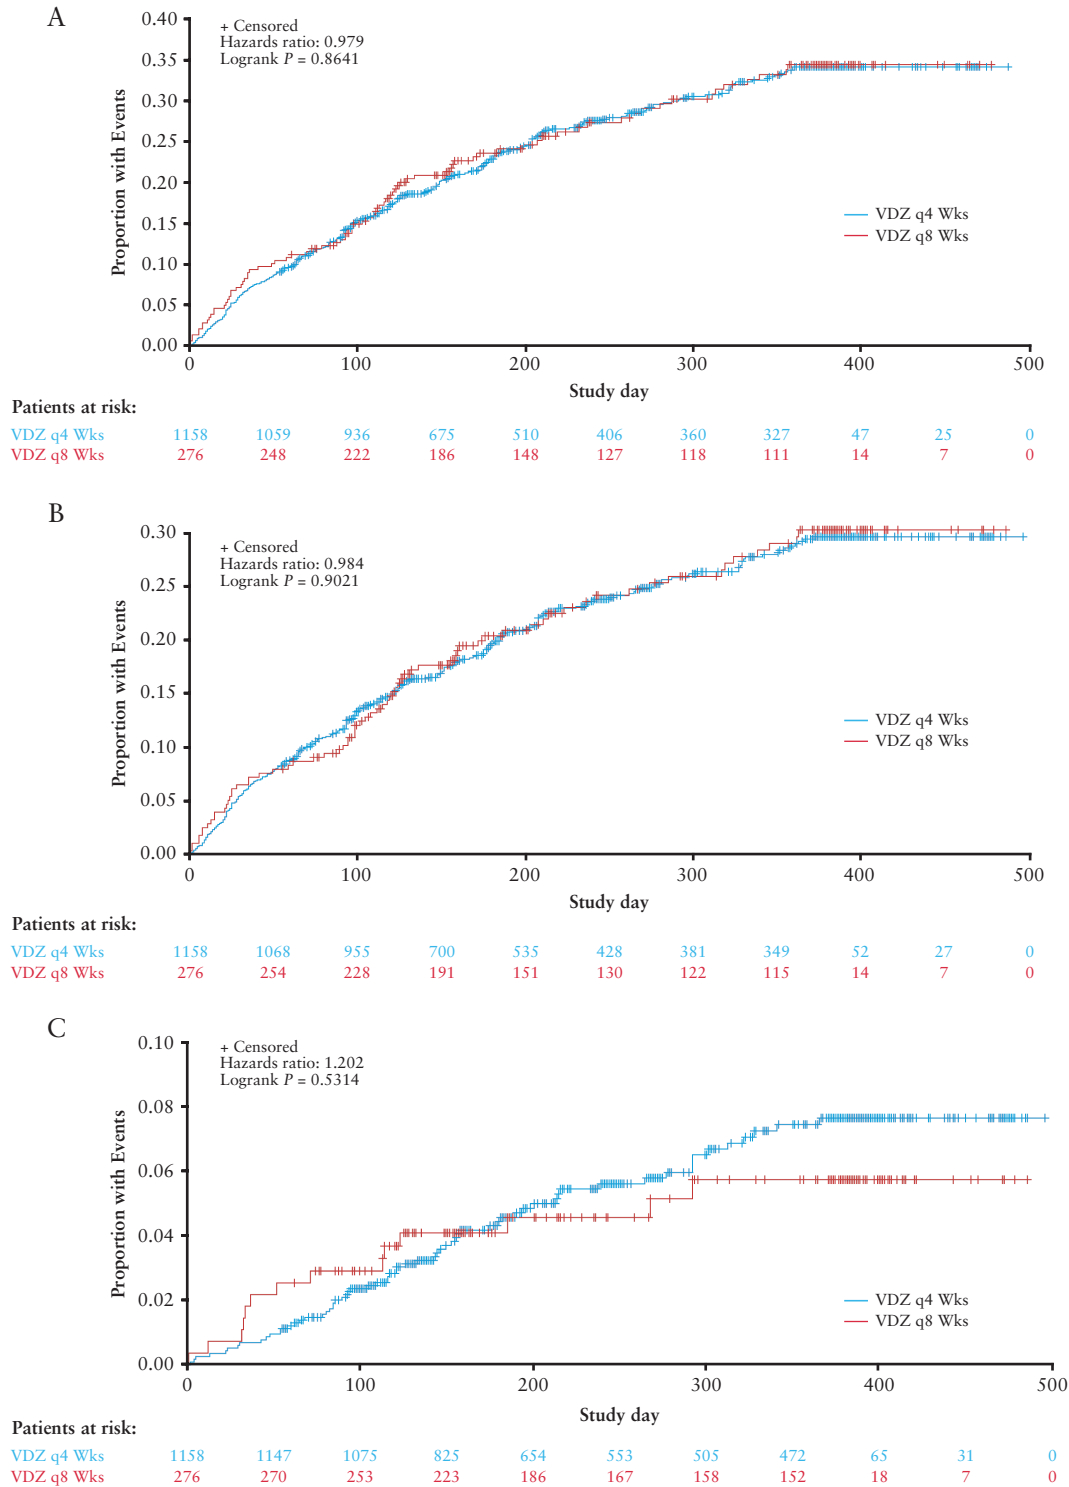 A
0.40
0.35
0.30
0.25
0.20
0.15
0.10
0.05
0.00
Proportion with Events
+ Censored
Hazards ratio: 0.979
Logrank P = 0.8641
VDZ q4 Wks
VDZ q8 Wks
0 100 200 300 400 500
Study day
Patients at risk:
VDZ q4 Wks 1158 1059 936 675 510 406 360 327 47 25 0
VDZ q8 Wks 276 248 222 186 148 127 118 111 14 7 0
B
0.30
0.25
0.20
0.15
0.10
0.05
0.00
Proportion with Events
+ Censored
Hazards ratio: 0.984
Logrank P = 0.9021
VDZ q4 Wks
VDZ q8 Wks
0 100 200 300 400 500
Study day
Patients at risk:
VDZ q4 Wks 1158 1068 955 700 535 428 381 349 52 27 0
VDZ q8 Wks 276 254 228 191 151 130 122 115 14 7 0
C
0.10
0.08
0.06
0.04
0.02
0.00
Proportion with Events
+ Censored
Hazards ratio: 1.202
Logrank P = 0.5314
VDZ q4 Wks
VDZ q8 Wks
0 100 200 300 400 500
Study day
Patients at risk:
VDZ q4 Wks 1158 1147 1075 825 654 553 505 472 65 31 0
VDZ q8 Wks 276 270 253 223 186 167 158 152 18 7 0